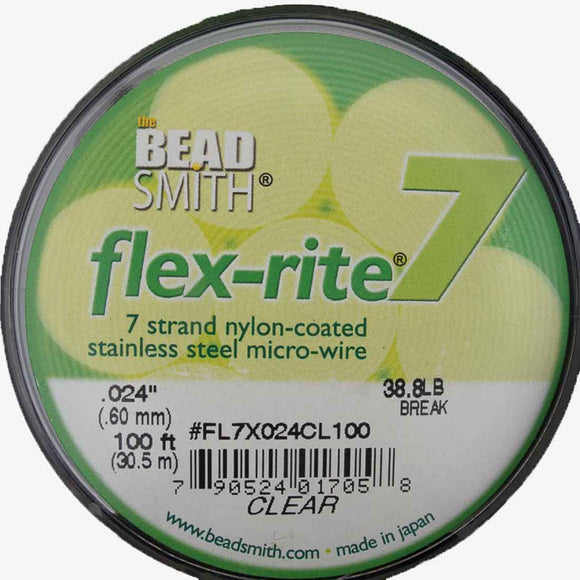 the
BEAD
SMITH®
flex-rite® 7
7 strand nylon-coated
stainless steel micro-wire
.024"
(.60 mm)
100 ft
(30.5 m)
38.8LB
BREAK
#FL7X024CL100
7 90524 01705 8
CLEAR
www.beadsmith.com • made in japan